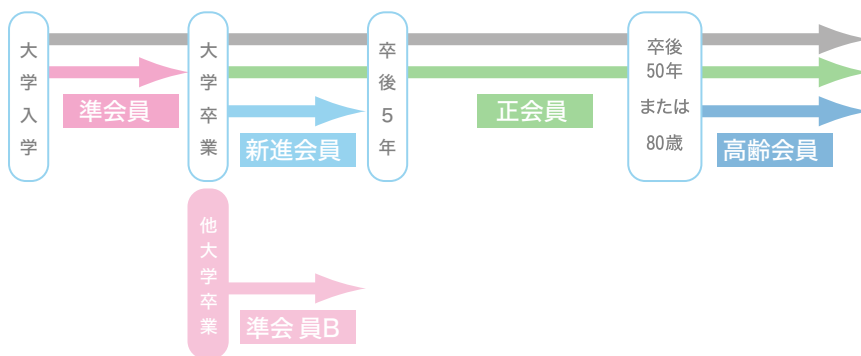 大学入学
準会員
大学卒業
新進会員
卒後5年
正会員
卒後
50年
または
80歳
高齢会員
他大学卒業
準会員B